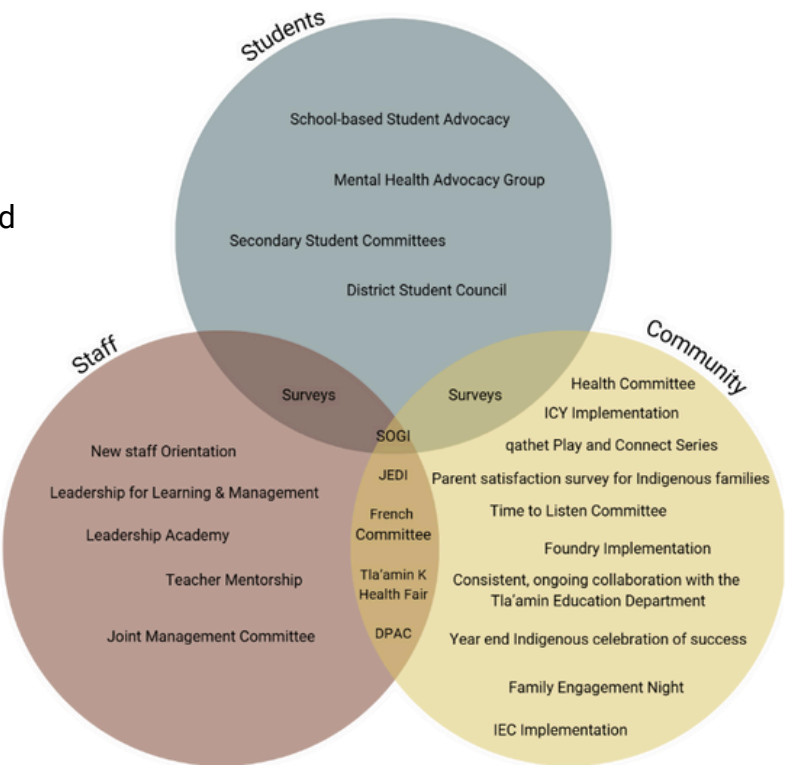 Students
School-based Student Advocacy
Mental Health Advocacy Group
d
Secondary Student Committees
District Student Council
Staff
Community
Surveys
Surveys
SOGI
JEDI
French
Committee
Tla'amin K
Health Fair
DPAC
New staff Orientation
Leadership for Learning & Management
Leadership Academy
Teacher Mentorship
Joint Management Committee
Health Committee
ICY Implementation
qathet Play and Connect Series
Parent satisfaction survey for Indigenous families
Time to Listen Committee
Foundry Implementation
Consistent, ongoing collaboration with the
Tla'amin Education Department
Year end Indigenous celebration of success
Family Engagement Night
IEC Implementation